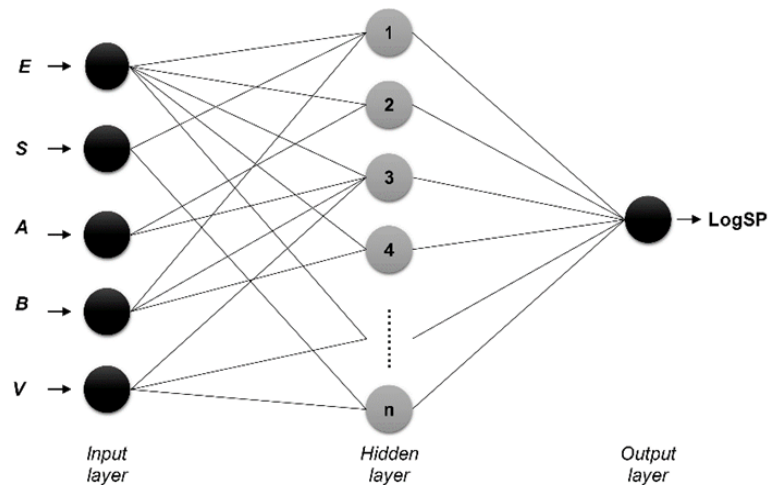 E
S
A
B
V
1
2
3
4
n
LogSP
Input
layer
Hidden
layer
Output
layer